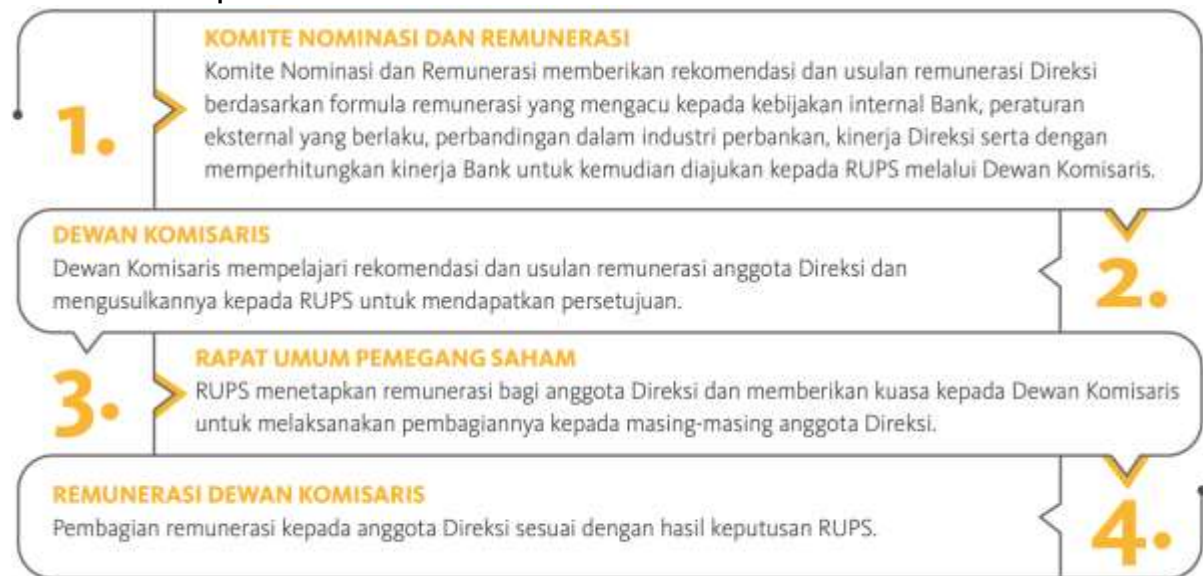 1.
KOMITE NOMINASI DAN REMUNERASI
Komite Nominasi dan Remunerasi memberikan rekomendasi dan usulan remunerasi Direksi
berdasarkan formula remunerasi yang mengacu kepada kebijakan internal Bank, peraturan
eksternal yang berlaku, perbandingan dalam industri perbankan, kinerja Direksi serta dengan
memperhitungkan kinerja Bank untuk kemudian diajukan kepada RUPS melalui Dewan Komisaris.
2.
DEWAN KOMISARIS
Dewan Komisaris mempelajari rekomendasi dan usulan remunerasi anggota Direksi dan
mengusulkannya kepada RUPS untuk mendapatkan persetujuan.
3.
RAPAT UMUM PEMEGANG SAHAM
RUPS menetapkan remunerasi bagi anggota Direksi dan memberikan kuasa kepada Dewan Komisaris
untuk melaksanakan pembagiannya kepada masing-masing anggota Direksi.
4.
REMUNERASI DEWAN KOMISARIS
Pembagian remunerasi kepada anggota Direksi sesuai dengan hasil keputusan RUPS.